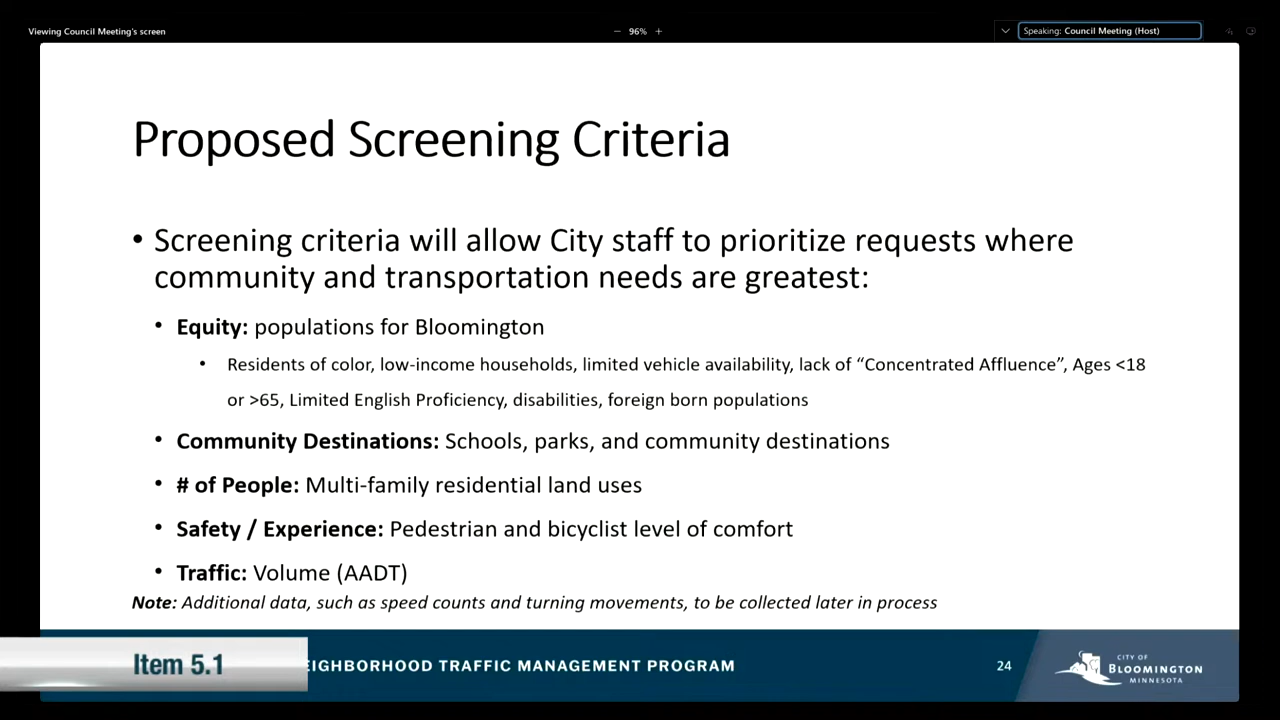 Viewing Council Meeting's screen
− 96% +
Speaking: Council Meeting (Host)
Proposed Screening Criteria
• Screening criteria will allow City staff to prioritize requests where
community and transportation needs are greatest:
• Equity: populations for Bloomington
• Residents of color, low-income households, limited vehicle availability, lack of “Concentrated Affluence”, Ages <18
or >65, Limited English Proficiency, disabilities, foreign born populations
• Community Destinations: Schools, parks, and community destinations
• # of People: Multi-family residential land uses
• Safety / Experience: Pedestrian and bicyclist level of comfort
• Traffic: Volume (AADT)
Note: Additional data, such as speed counts and turning movements, to be collected later in process
Item 5.1
EIGHBORHOOD TRAFFIC MANAGEMENT PROGRAM
24
CITY OF
BLOOMINGTON
MINNESOTA